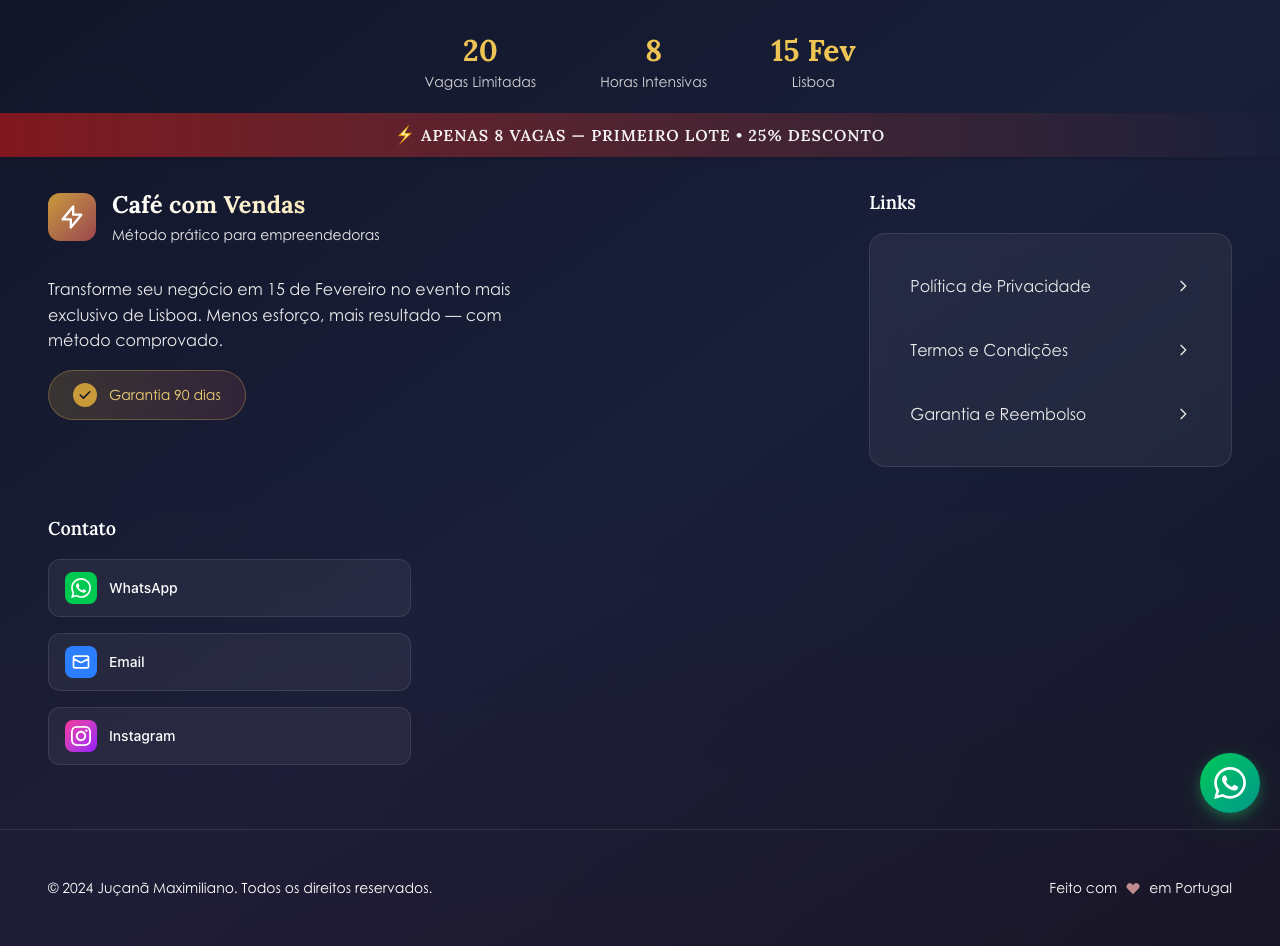 20
Vagas Limitadas
8
Horas Intensivas
15 Fev
Lisboa
⚡ APENAS 8 VAGAS — PRIMEIRO LOTE • 25% DESCONTO
Café com Vendas
Método prático para empreendedoras
Transforme seu negócio em 15 de Fevereiro no evento mais
exclusivo de Lisboa. Menos esforço, mais resultado — com
método comprovado.
Garantia 90 dias
Links
Política de Privacidade
Termos e Condições
Garantia e Reembolso
Contato
WhatsApp
Email
Instagram
© 2024 Juçanã Maximiliano. Todos os direitos reservados.
Feito com ♥ em Portugal